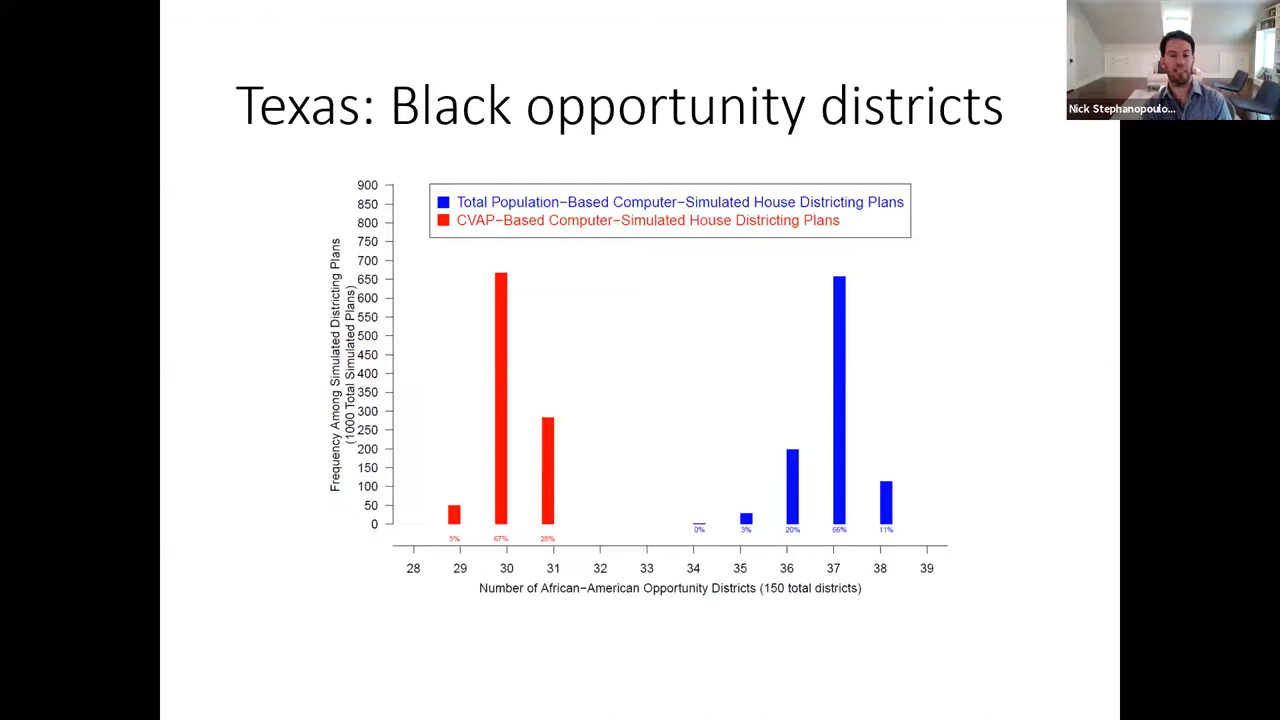 Texas: Black opportunity districts
Nick Stephanopoulo...
Total Population-Based Computer-Simulated House Districting Plans
CVAP-Based Computer-Simulated House Districting Plans
Frequency Among Simulated Districting Plans
(1000 Total Simulated Plans)
900
850
800
750
700
650
600
550
500
450
400
350
300
250
200
150
100
50
0
5% 67% 28%
0% 3% 20% 66% 11%
28 29 30 31 32 33 34 35 36 37 38 39
Number of African-American Opportunity Districts (150 total districts)